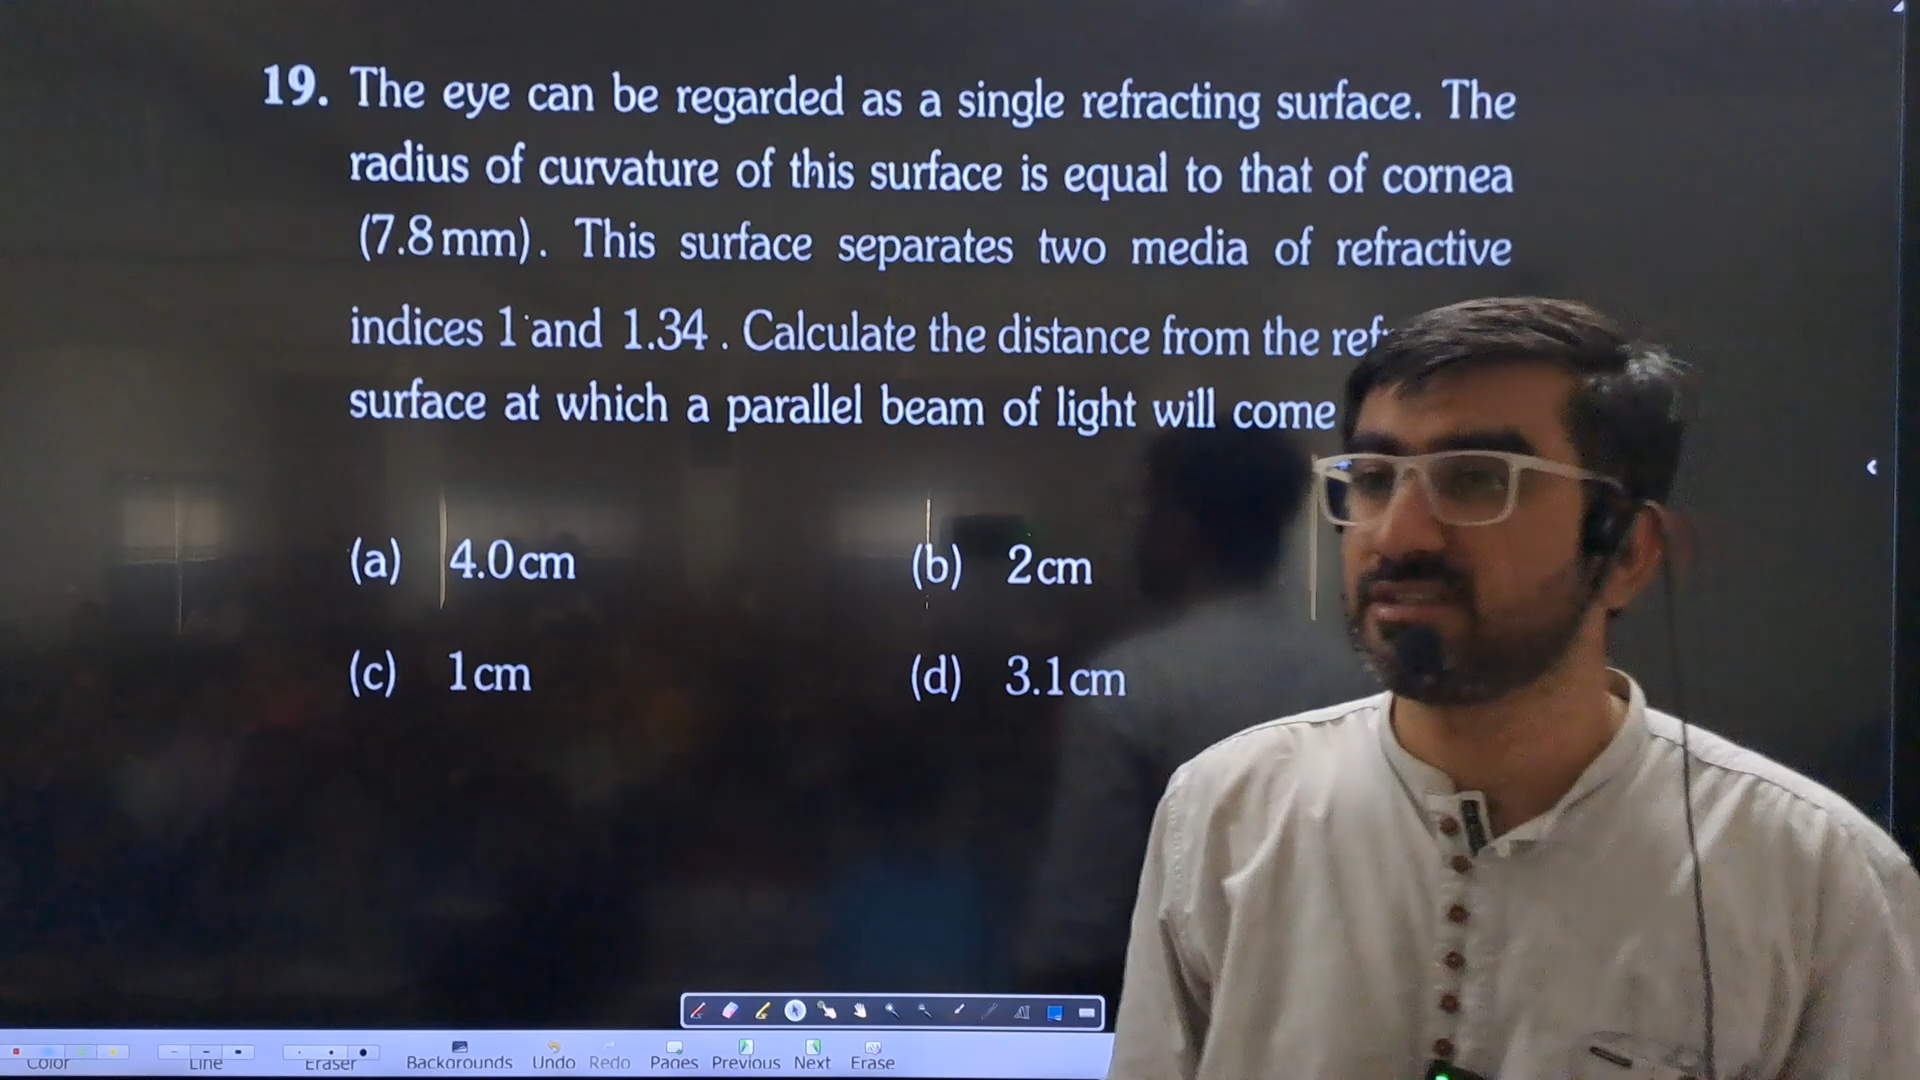 19. The eye can be regarded as a single refracting surface. The
radius of curvature of this surface is equal to that of cornea
(7.8 mm). This surface separates two media of refractive
indices 1 and 1.34. Calculate the distance from the
surface at which a parallel beam of light will come
(a) 4.0 cm
(b) 2 cm
(c) 1 cm
(d) 3.1 cm
Color Line Eraser Backgrounds Undo Redo Pages Previous Next Erase